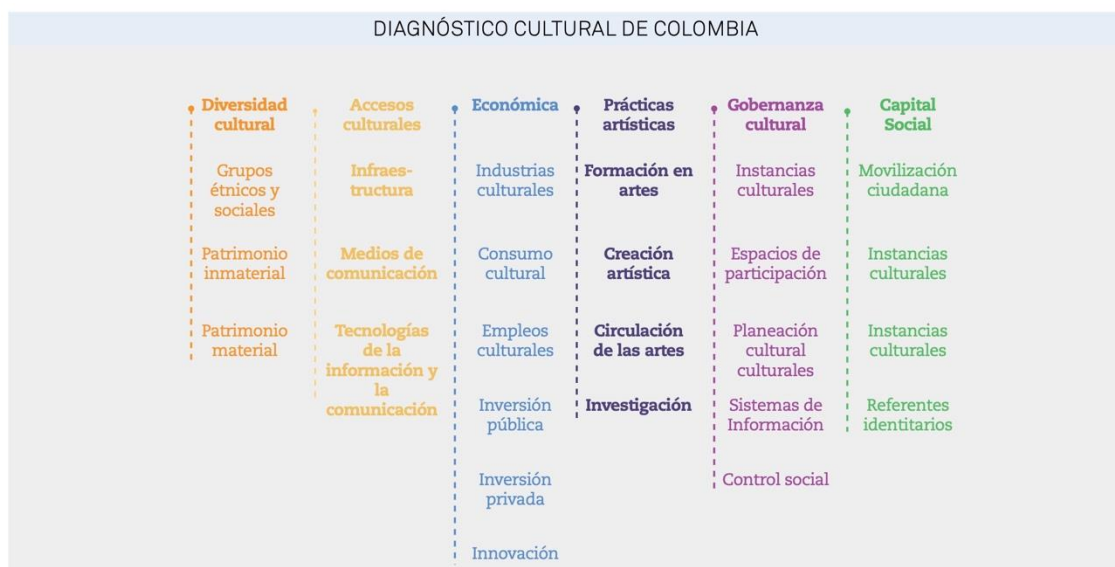 DIAGNÓSTICO CULTURAL DE COLOMBIA
Diversidad
cultural
Grupos
étnicos y
sociales
Patrimonio
inmaterial
Patrimonio
material
Accesos
culturales
Infraes-
tructura
Medios de
comunicación
Tecnologías
de la
información y
la
comunicación
Económica
Industrias
culturales
Consumo
cultural
Empleos
culturales
Inversión
pública
Inversión
privada
Innovación
Prácticas
artísticas
Formación en
artes
Creación
artística
Circulación
de las artes
Investigación
Gobernanza
cultural
Instancias
culturales
Espacios de
participación
Planeación
cultural
culturales
Sistemas de
Información
Control social
Capital
Social
Movilización
ciudadana
Instancias
culturales
Instancias
culturales
Referentes
identitarios